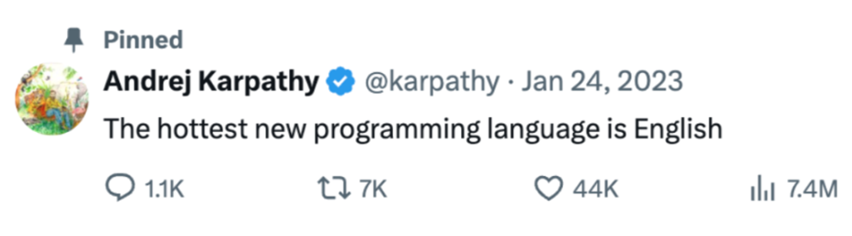 Pinned
Andrej Karpathy @karpathy · Jan 24, 2023
The hottest new programming language is English
1.1K 7K 44K 7.4M